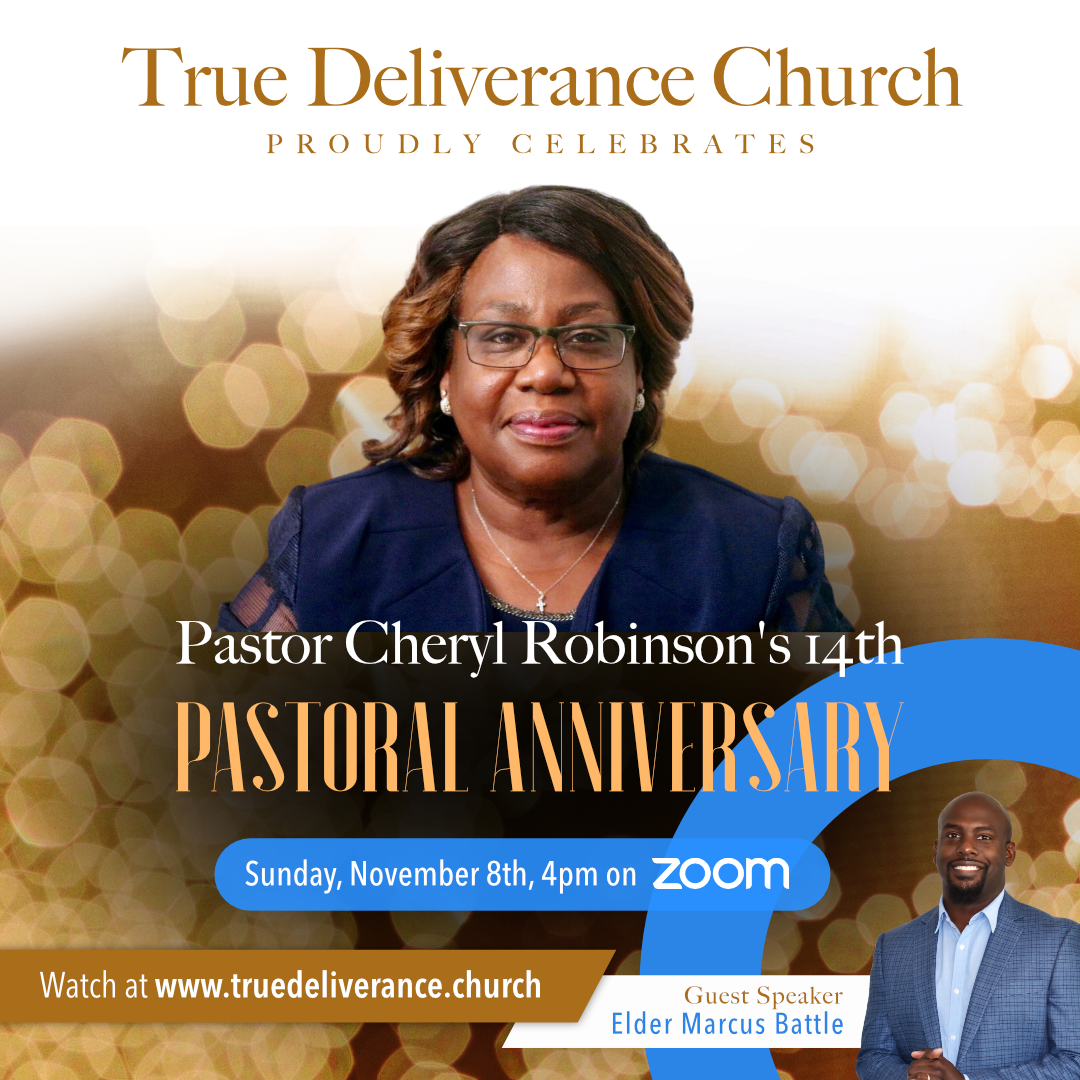 True Deliverance Church
PROUDLY CELEBRATES
Pastor Cheryl Robinson's 14th
PASTORAL ANNIVERSARY
Sunday, November 8th, 4pm on zoom
Watch at www.truedeliverance.church
Guest Speaker
Elder Marcus Battle